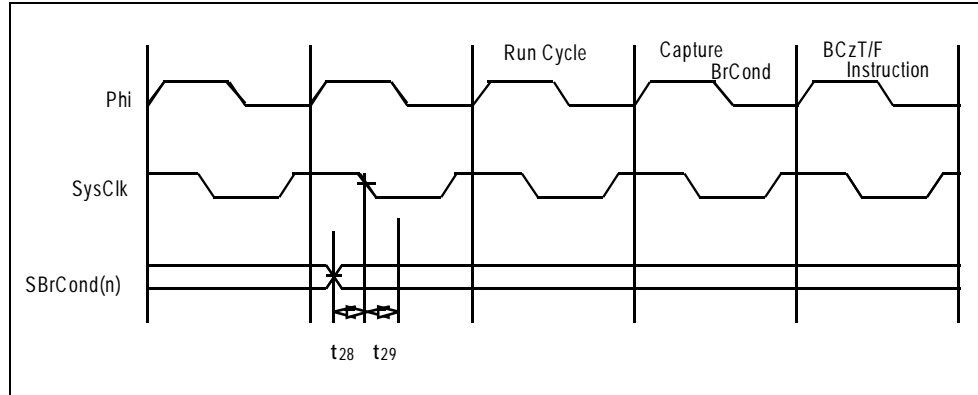 Run Cycle
Capture
BrCond
BCzT/F
Instruction
Phi
SysClk
SBrCond(n)
t28
t29